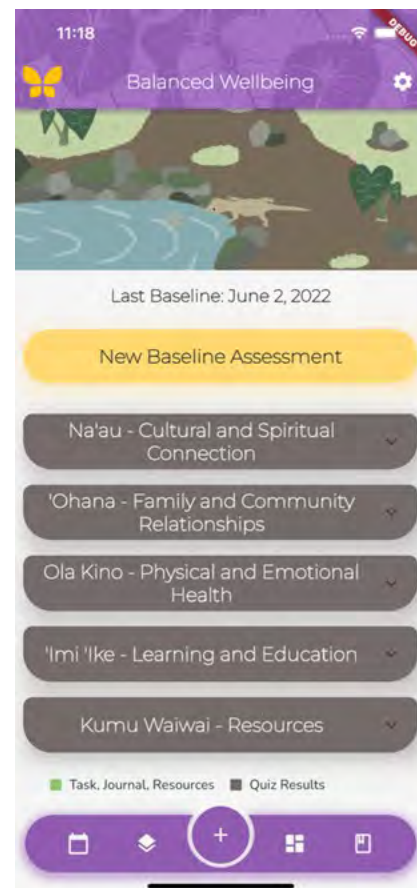 11:18
DEBUG
Balanced Wellbeing
Last Baseline: June 2, 2022
New Baseline Assessment
Na'au - Cultural and Spiritual
Connection
'Ohana - Family and Community
Relationships
Ola Kino - Physical and Emotional
Health
'Imi 'Ike - Learning and Education
Kumu Waiwai - Resources
Task, Journal, Resources
Quiz Results